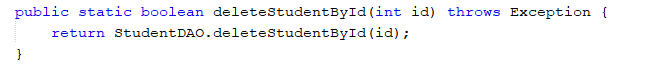 public static boolean deleteStudentById(int id) throws Exception {
    return StudentDAO.deleteStudentById(id);
}